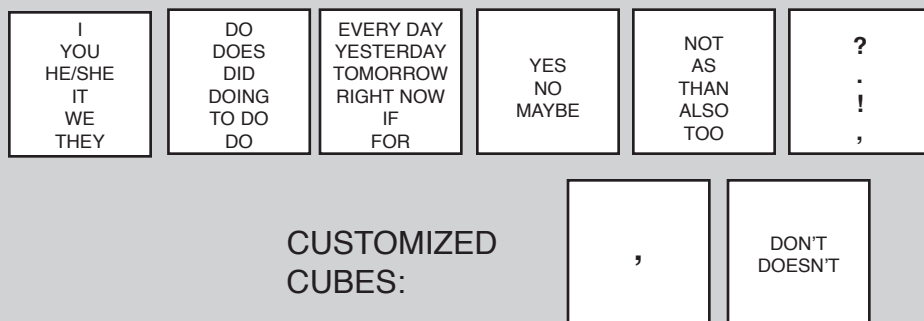 I
YOU
HE/SHE
IT
WE
THEY
DO
DOES
DID
DOING
TO DO
DO
EVERY DAY
YESTERDAY
TOMORROW
RIGHT NOW
IF
FOR
YES
NO
MAYBE
NOT
AS
THAN
ALSO
TOO
?
.
!
,
CUSTOMIZED
CUBES:
,
DON'T
DOESN'T